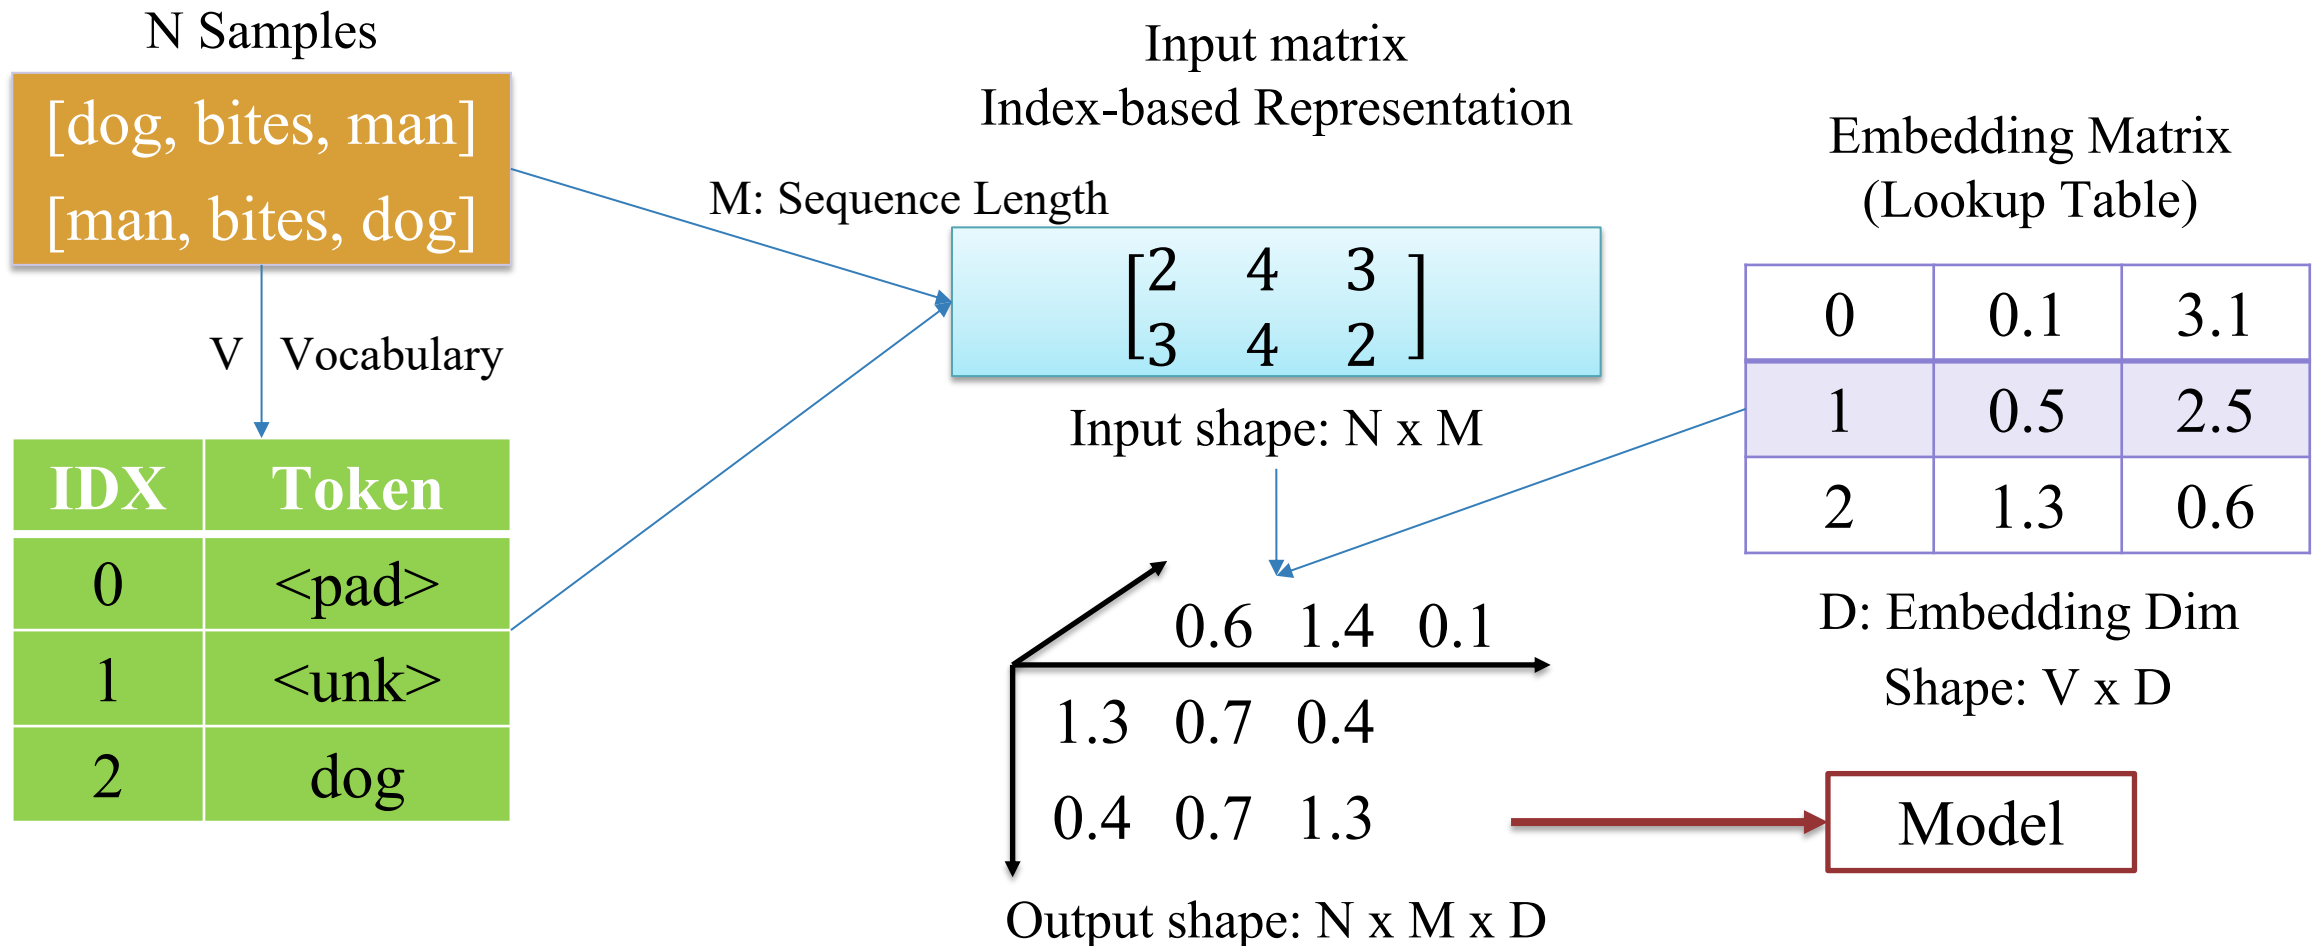 N Samples
[dog, bites, man]
[man, bites, dog]
V Vocabulary
IDX Token
0 <pad>
1 <unk>
2 dog
Input matrix
Index-based Representation
M: Sequence Length
[2 4 3
3 4 2]
Input shape: N x M
0.6 1.4 0.1
1.3 0.7 0.4
0.4 0.7 1.3
Output shape: N x M x D
Embedding Matrix
(Lookup Table)
0 0.1 3.1
1 0.5 2.5
2 1.3 0.6
D: Embedding Dim
Shape: V x D
Model